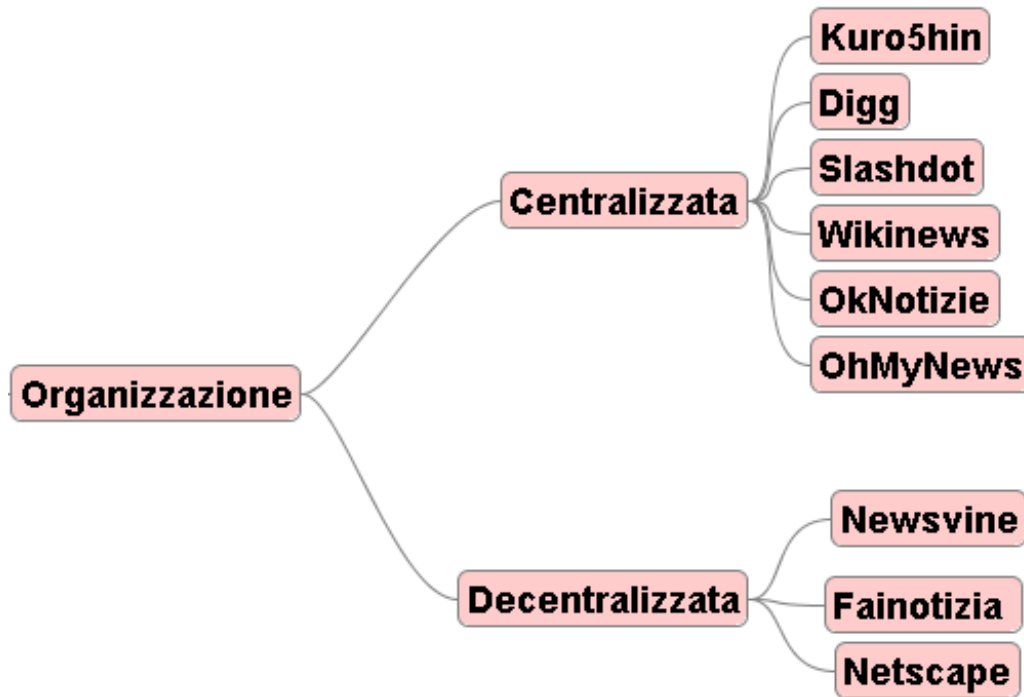 Organizzazione
Centralizzata
Kuro5hin
Digg
Slashdot
Wikinews
OkNotizie
OhMyNews
Decentralizzata
Newsvine
Fainotizia
Netscape